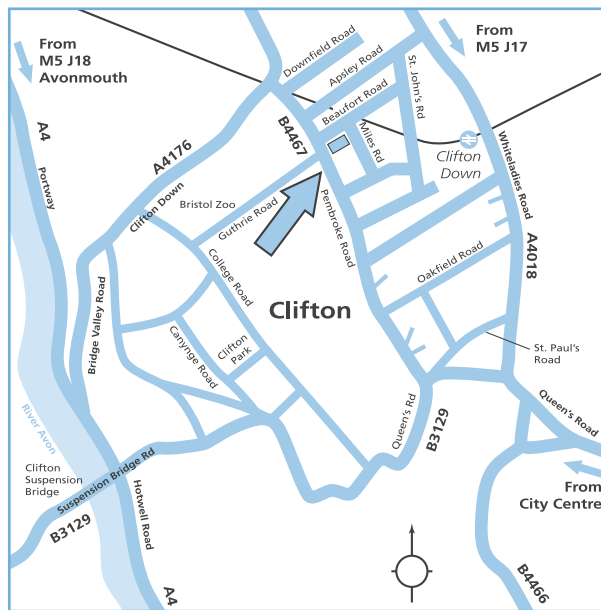 From
M5 J18
Avonmouth
From
M5 J17
Downfield Road
Apsley Road
Beaufort Road
St. John's Rd
Miles Rd
B4467
A4
Portway
A4176
Clifton Down
Clifton
Down
Whiteladies Road
A4018
Bristol Zoo
Guthrie Road
Pembroke Road
College Road
Oakfield Road
Bridge Valley Road
Clifton
Canynge Road
Clifton
Park
St. Paul's
Road
River Avon
Queen's Rd
B3129
Queen's Road
Clifton
Suspension
Bridge
Suspension Bridge Rd
B3129
Hotwell Road
A4
From
City Centre
B4466